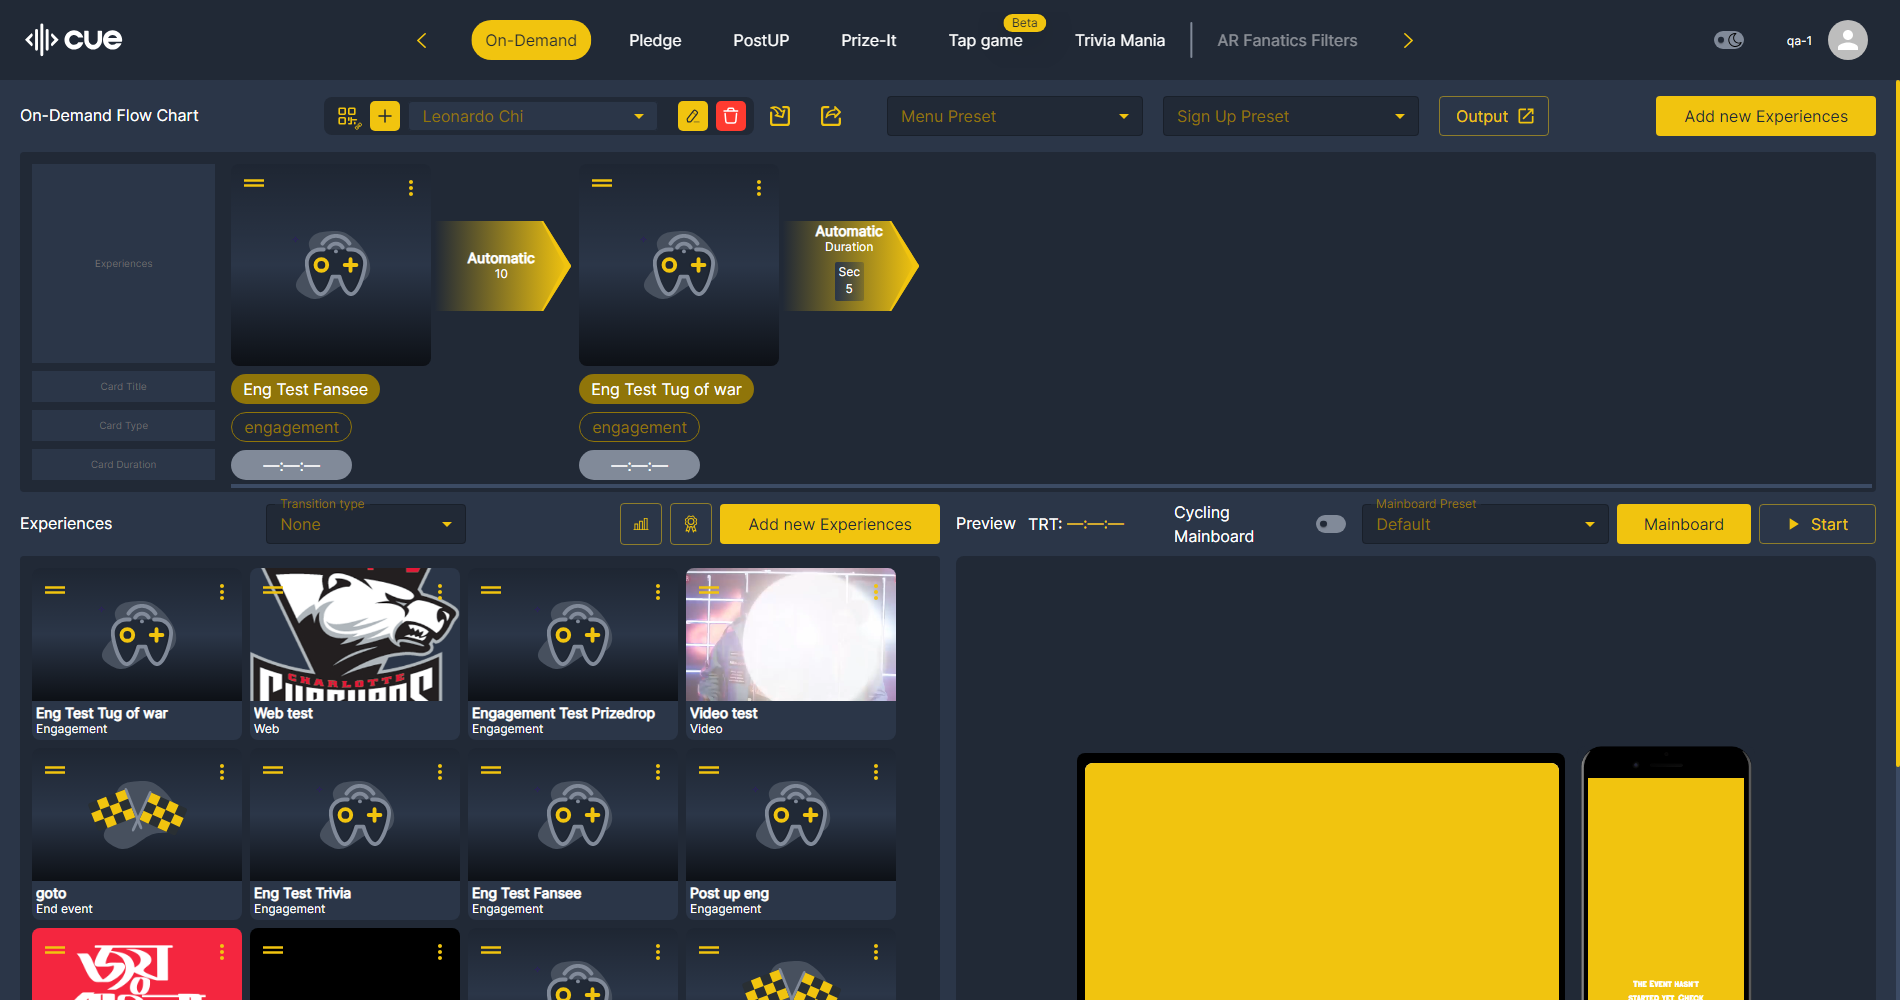 cue
On-Demand
Pledge
PostUP
Prize-It
Tap game
Beta
Trivia Mania
AR Fanatics Filters
qa-1
On-Demand Flow Chart
Leonardo Chi
Menu Preset
Sign Up Preset
Output
Add new Experiences
Experiences
Card Title
Card Type
Card Duration
Automatic
10
Automatic
Duration
Sec
5
Eng Test Fansee
engagement
—:—:—
Eng Test Tug of war
engagement
—:—:—
Experiences
Transition type
None
Add new Experiences
Preview
TRT: —:—:—
Cycling
Mainboard
Mainboard Preset
Default
Mainboard
Start
CHARLOTTE
Eng Test Tug of war
Engagement
Web test
Web
Engagement Test Prizedrop
Engagement
Video test
Video
goto
End event
Eng Test Trivia
Engagement
Eng Test Fansee
Engagement
Post up eng
Engagement
জয়
The Event hasn't
started yet. Check